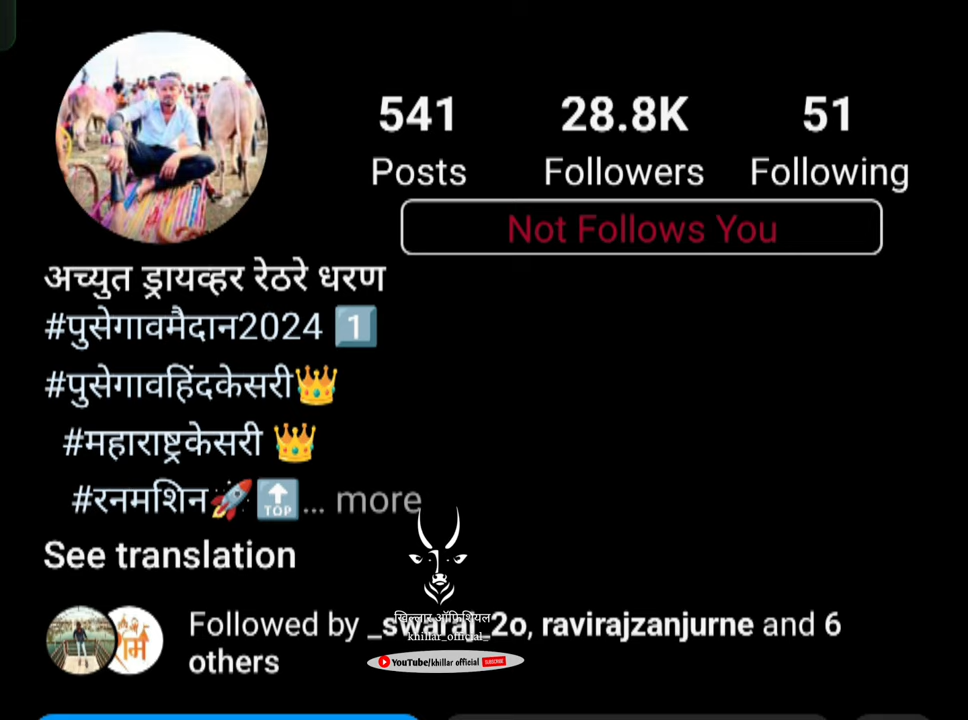 541 28.8K 51
Posts Followers Following
Not Follows You
अच्युत ड्रायव्हर रेठरे धरण
#पुसेगावमैदान2024 1️⃣
#पुसेगावहिंदकेसरी👑
#महाराष्ट्रकेसरी 👑
#रनमशिन🚀🔝... more
See translation
Followed by _swaraj_2o, ravirajzanjurne and 6
others
खिल्लार ऑफिशियल
khillar_official_
YouTube/khillar official SUBSCRIBE